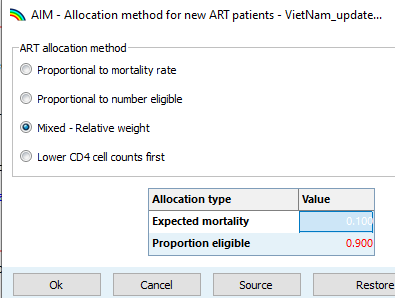 AIM - Allocation method for new ART patients - VietNam_update...
ART allocation method
Proportional to mortality rate
Proportional to number eligible
Mixed - Relative weight
Lower CD4 cell counts first
Allocation type Value
Expected mortality 0.100
Proportion eligible 0.900
Ok Cancel Source Restore